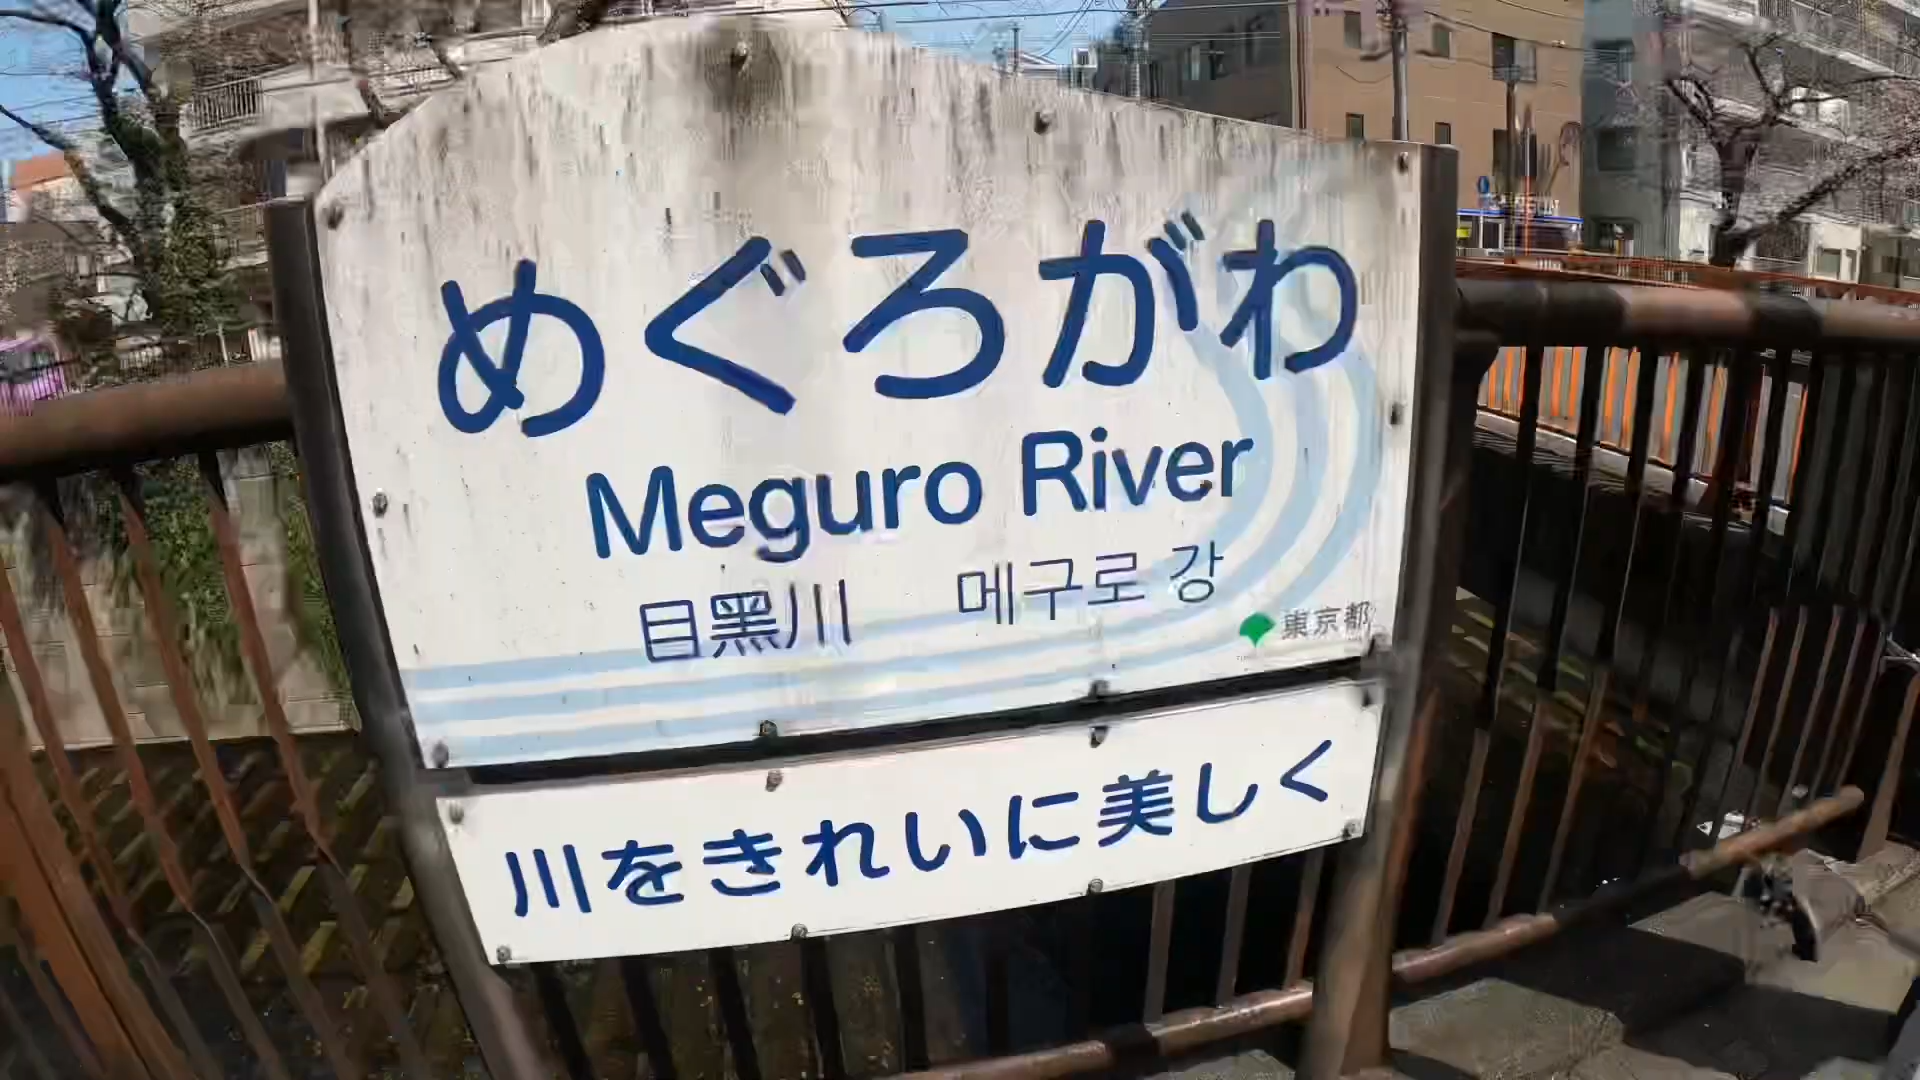 めぐろがわ
Meguro River
目黑川 메구로 강
東京都
川をきれいに美しく